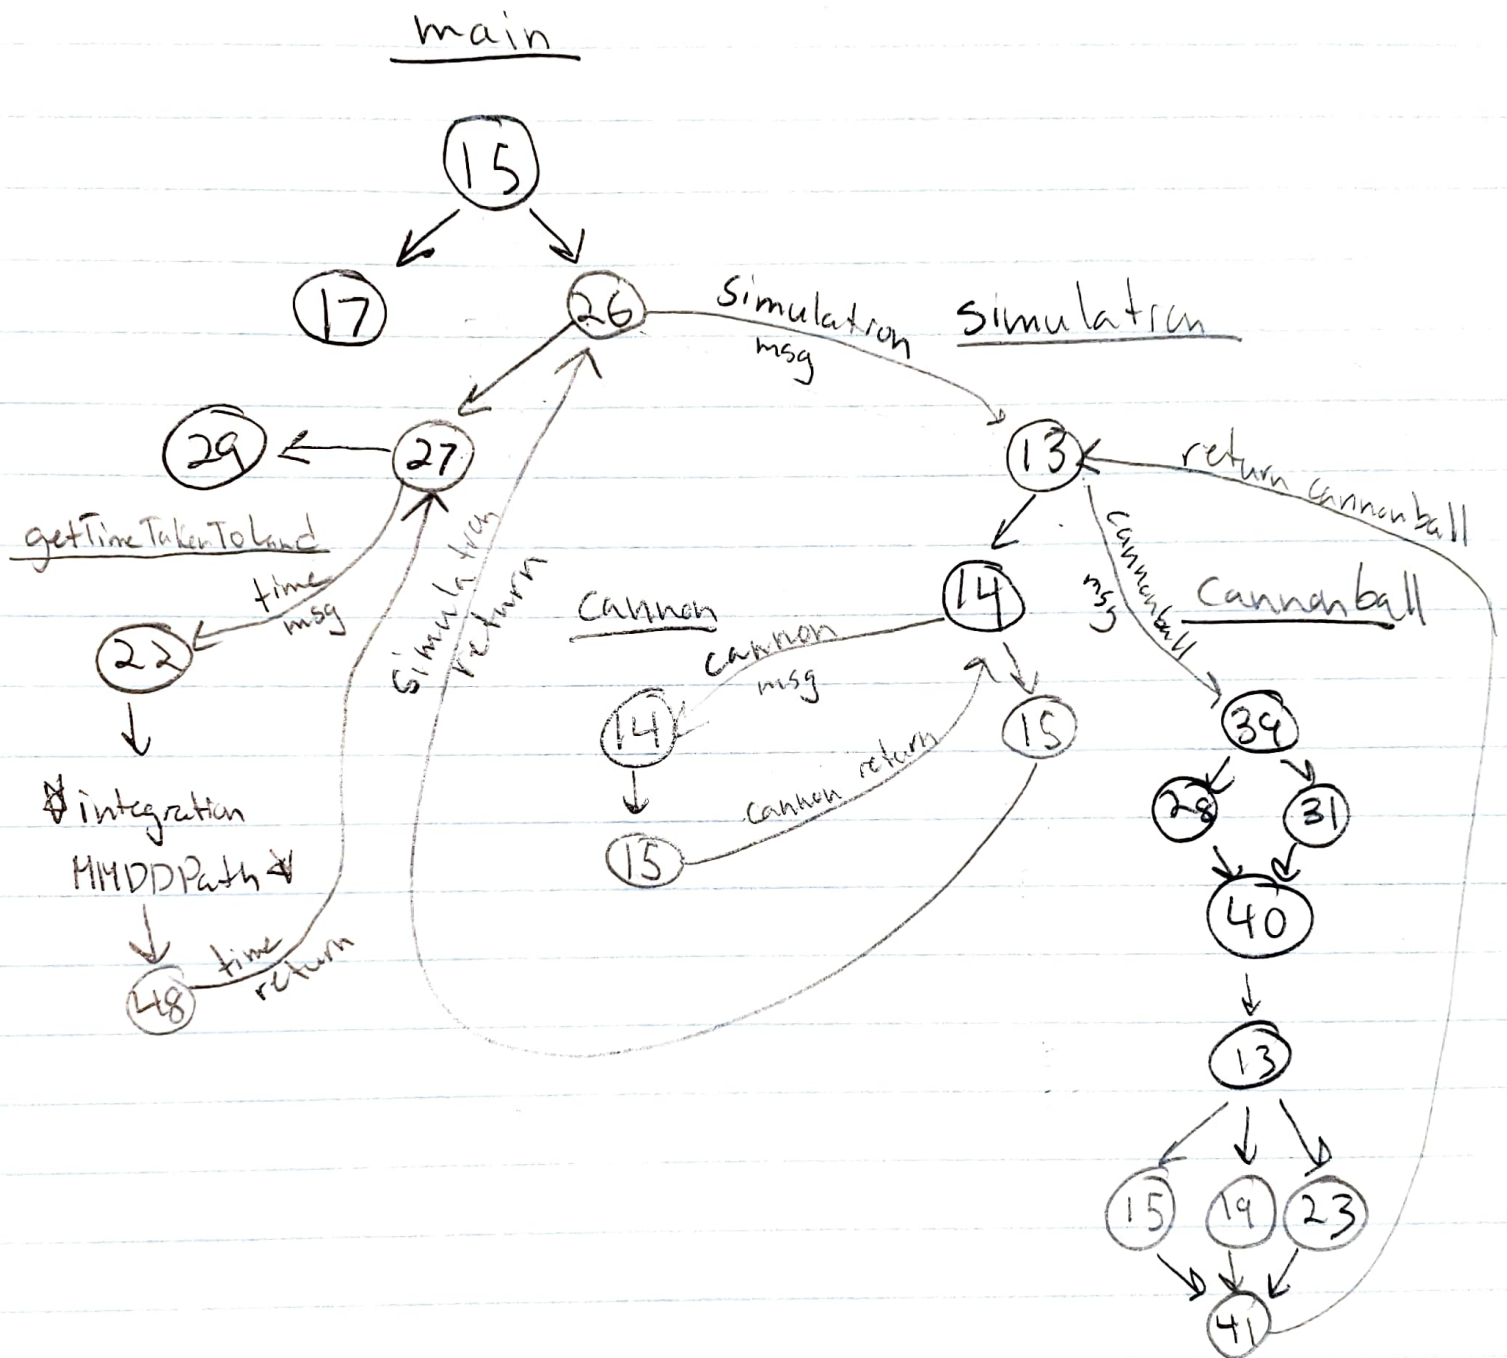 main
15
17
26
simulation
msg
simulation
29
27
13
return cannonball
getTimeTakenToLand
time
msg
simulation
return
cannon
cannon
msg
14
cannonball
msg
cannonball
22
14
15
39
integration
MMDDPath
15
cannon return
28
31
40
48
time
return
13
15
19
23
41